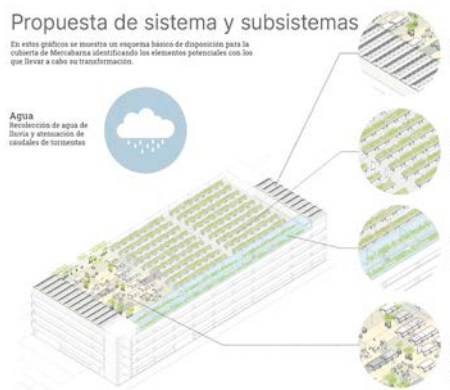 Propuesta de sistema y subsistemas
En estos gráficos se muestra un esquema básico de disposición para la
cubierta de Mercabarna identificando los elementos potenciales con los
que llevar a cabo su transformación.
Agua
Recolección de agua de
lluvia y atenuación de
caudales de tormentas